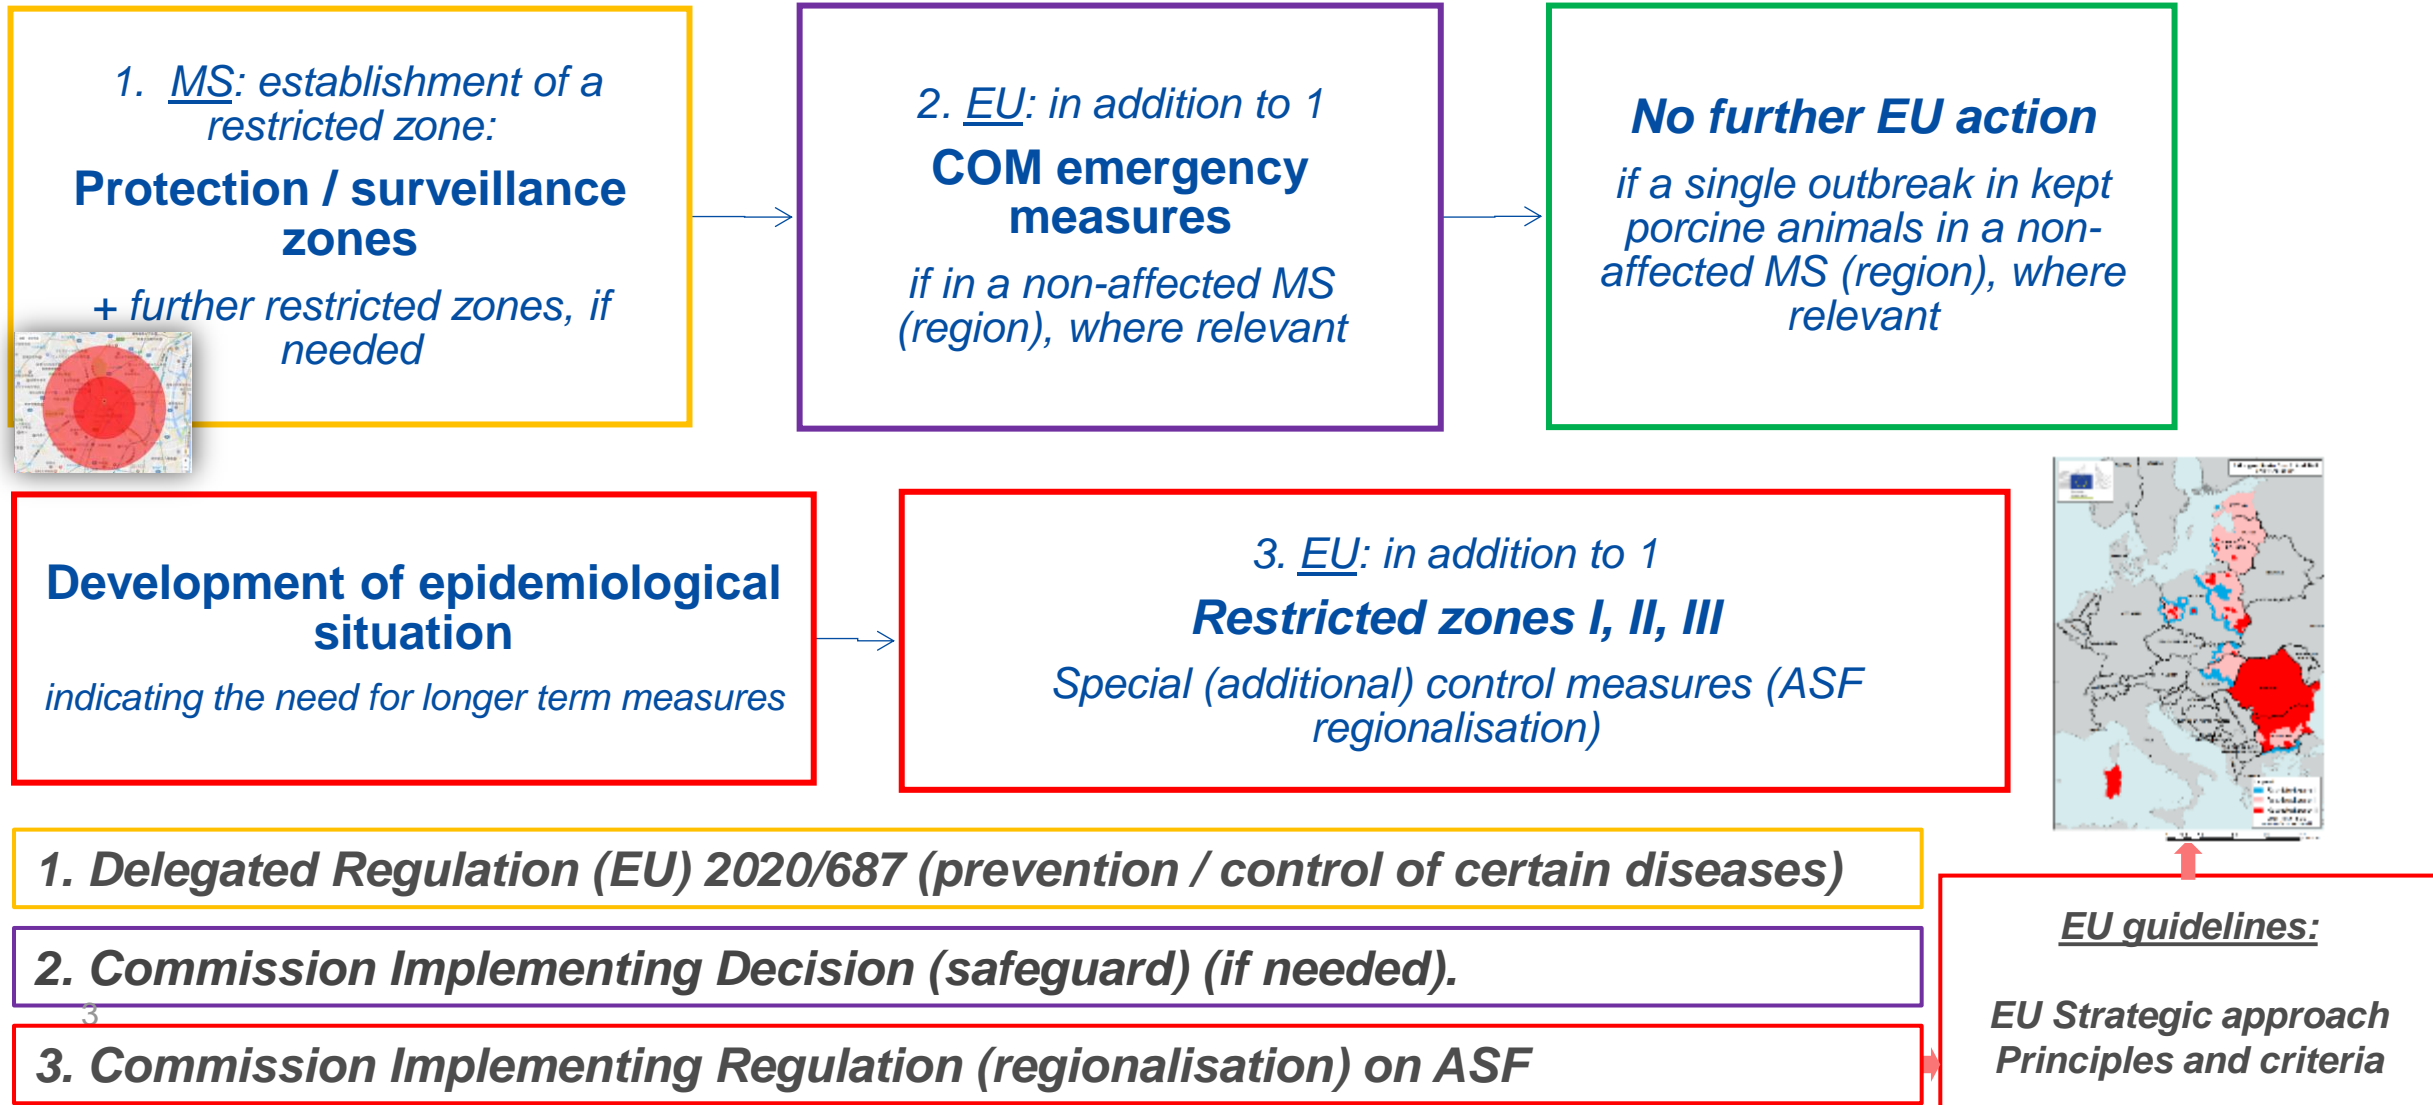 1. MS: establishment of a
restricted zone:
Protection / surveillance
zones
+ further restricted zones, if
needed
2. EU: in addition to 1
COM emergency
measures
if in a non-affected MS
(region), where relevant
No further EU action
if a single outbreak in kept
porcine animals in a non-
affected MS (region), where
relevant
Development of epidemiological
situation
indicating the need for longer term measures
3. EU: in addition to 1
Restricted zones I, II, III
Special (additional) control measures (ASF
regionalisation)
1. Delegated Regulation (EU) 2020/687 (prevention / control of certain diseases)
2. Commission Implementing Decision (safeguard) (if needed).
3
3. Commission Implementing Regulation (regionalisation) on ASF
EU guidelines:
EU Strategic approach
Principles and criteria